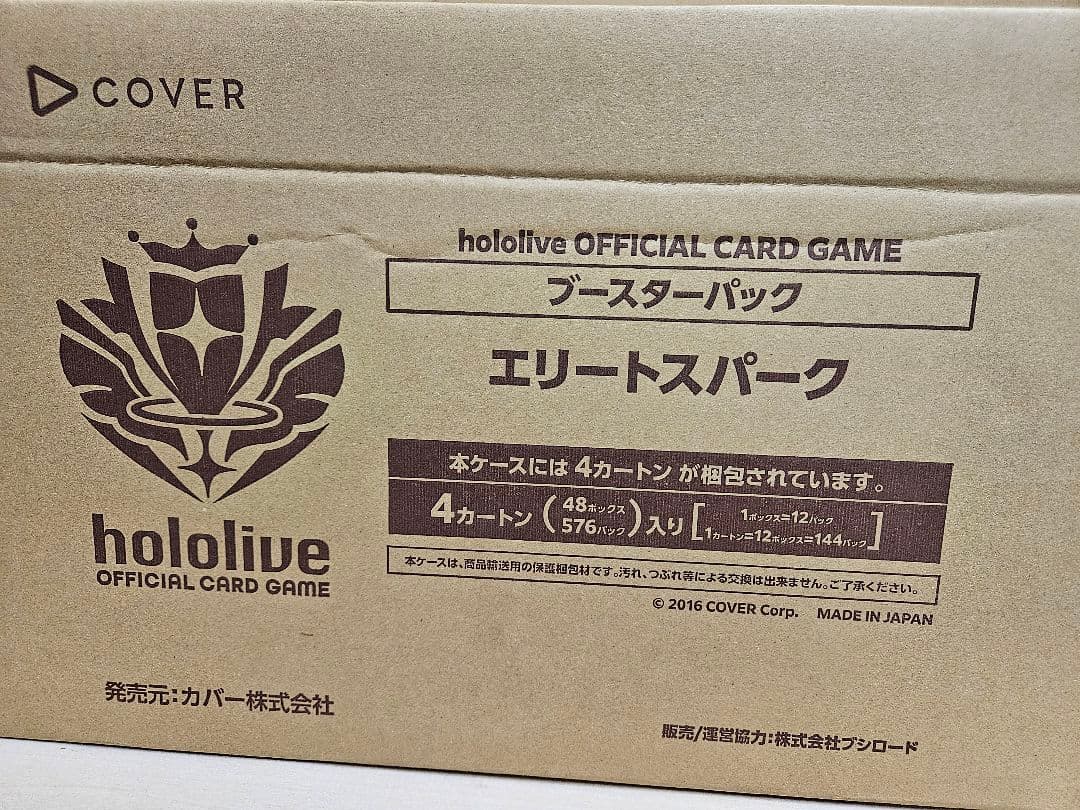 COVER
hololive OFFICIAL CARD GAME
ブースターパック
エリートスパーク
本ケースには 4カートン が梱包されています。
4カートン(48ボックス 576パック)入り[1ボックス=12パック 1カートン=12ボックス=144パック]
本ケースは、商品輸送用の保護梱包材です。汚れ、つぶれ等による交換は出来ません。ご了承ください。
© 2016 COVER Corp. MADE IN JAPAN
hololive
OFFICIAL CARD GAME
発売元:カバー株式会社
販売/運営協力:株式会社ブシロード